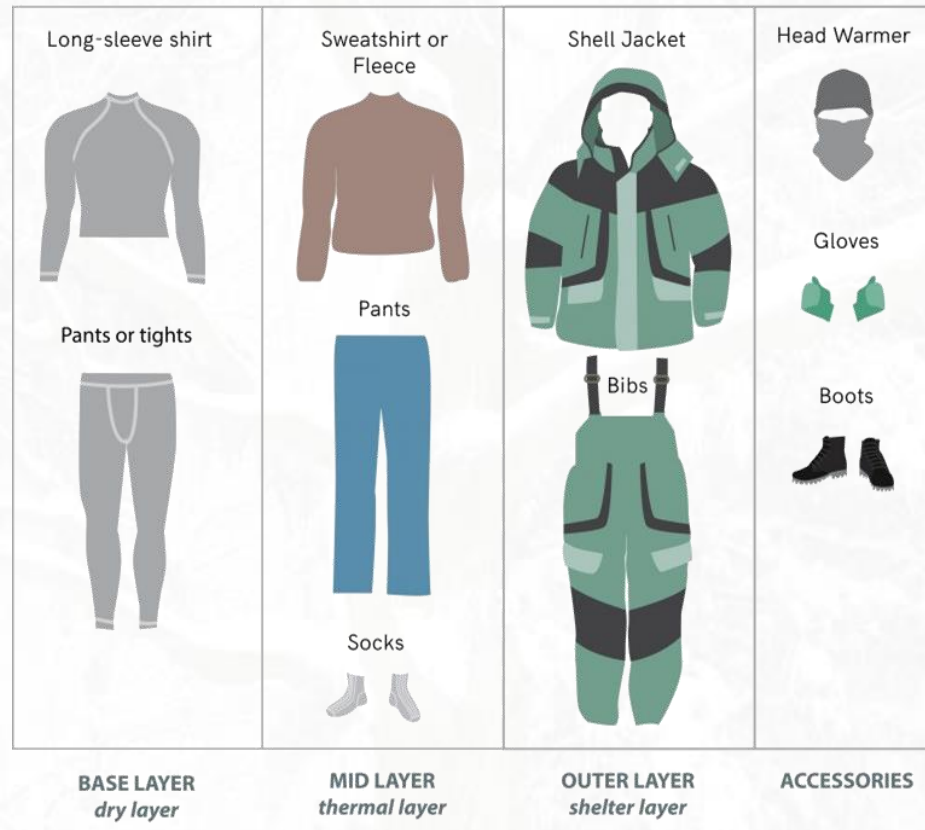 Long-sleeve shirt
Pants or tights
Sweatshirt or
Fleece
Pants
Socks
Shell Jacket
Bibs
Head Warmer
Gloves
Boots
BASE LAYER
dry layer
MID LAYER
thermal layer
OUTER LAYER
shelter layer
ACCESSORIES